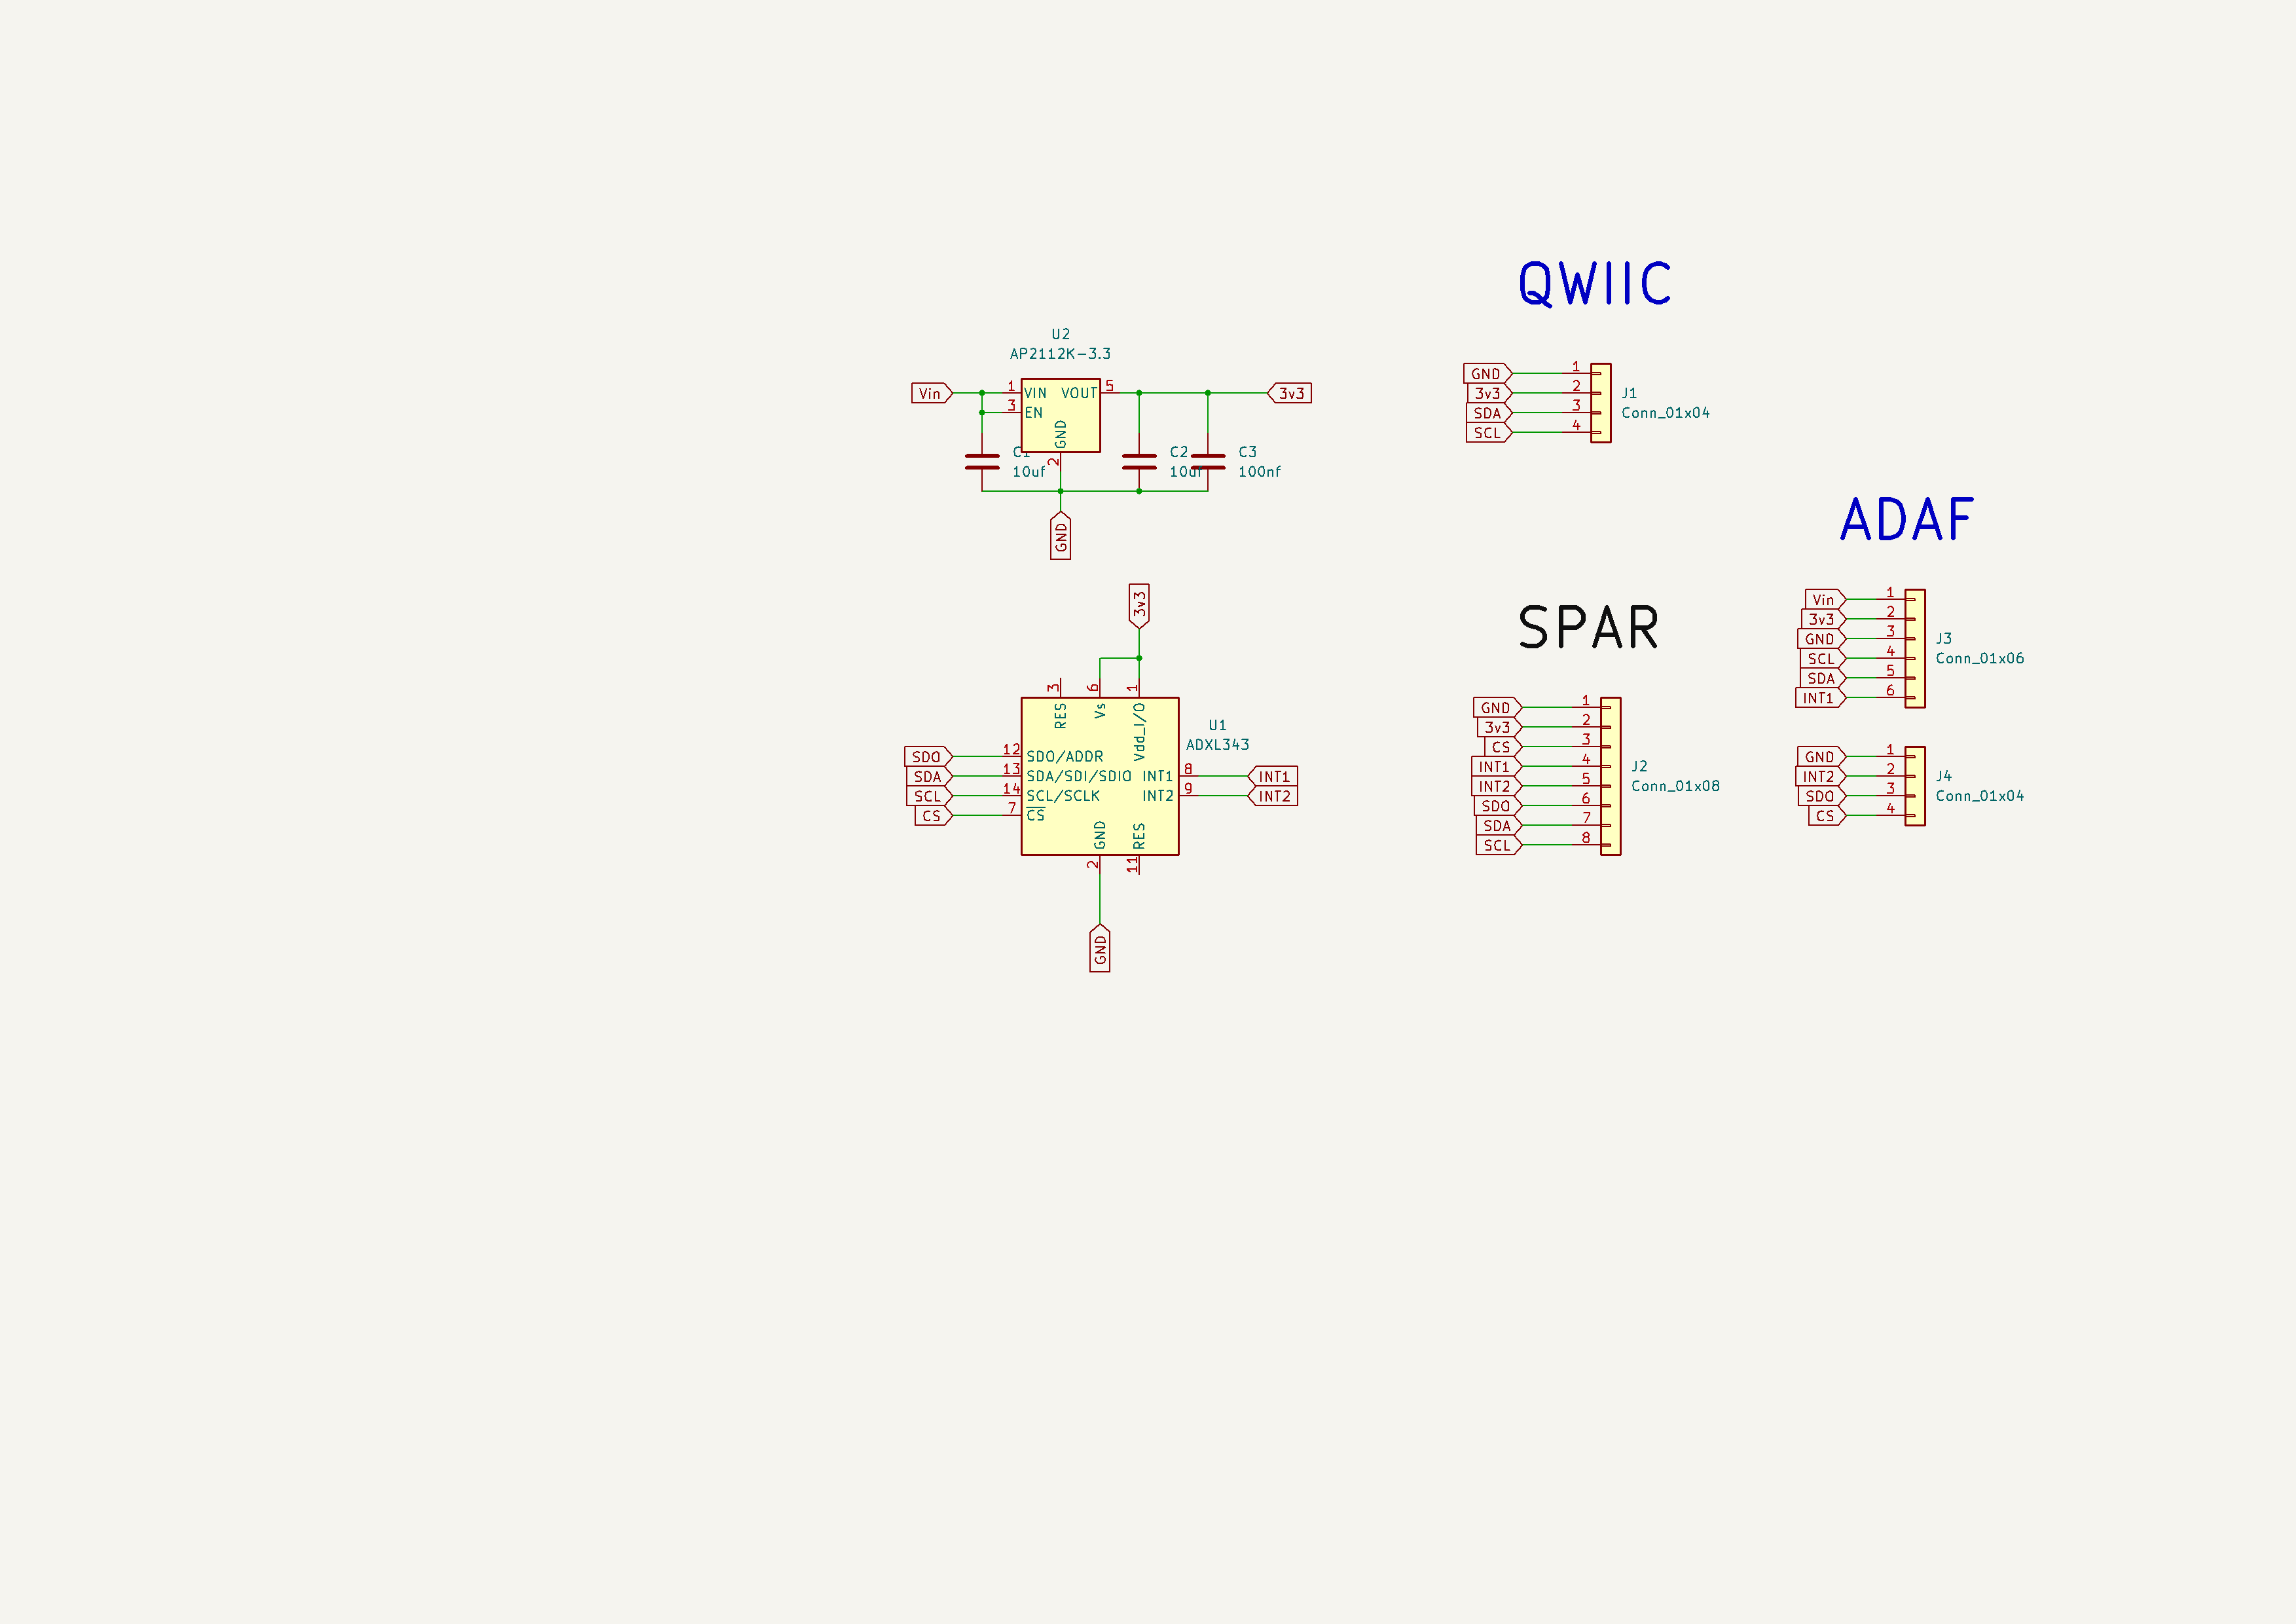 QWIIC
U2
AP2112K-3.3
Vin
1
VIN
VOUT
5
3v3
3
EN
GND
2
C1
10uf
C2
10uf
C3
100nf
GND
GND
1
3v3
2
SDA
3
SCL
4
J1
Conn_01x04
ADAF
3v3
SPAR
3
RES
6
Vs
1
Vdd_I/O
U1
ADXL343
SDO
12
SDO/ADDR
SDA
13
SDA/SDI/SDIO
INT1
8
INT1
SCL
14
SCL/SCLK
INT2
9
INT2
CS
7
CS
GND
2
RES
11
GND
GND
1
3v3
2
CS
3
INT1
4
INT2
5
SDO
6
SDA
7
SCL
8
J2
Conn_01x08
Vin
1
3v3
2
GND
3
SCL
4
SDA
5
INT1
6
J3
Conn_01x06
GND
1
INT2
2
SDO
3
CS
4
J4
Conn_01x04